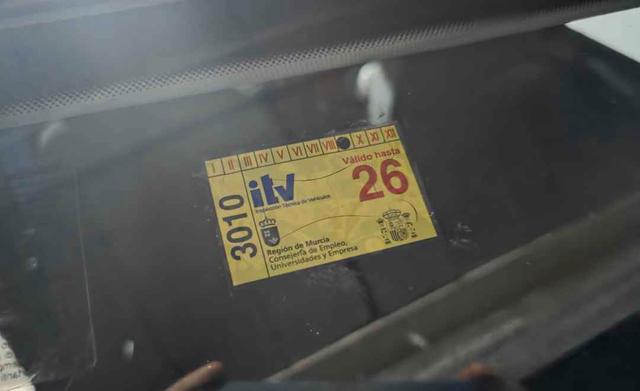 I II III IV V VI VII VIII X XI XII
Válido hasta
26
itv
Inspección Técnica de Vehículos
3010
Región de Murcia
Consejería de Empleo,
Universidades y Empresa